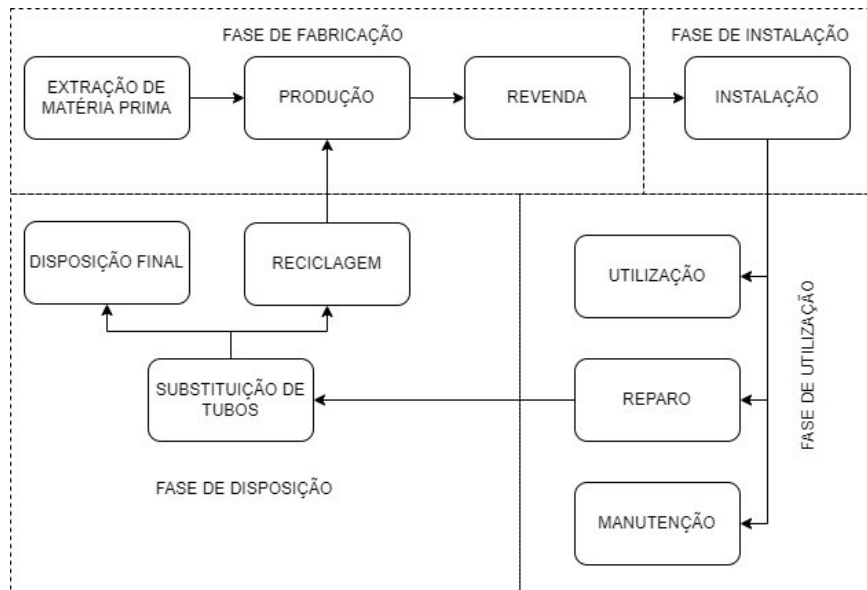 FASE DE FABRICAÇÃO
FASE DE INSTALAÇÃO
EXTRAÇÃO DE
MATÉRIA PRIMA
PRODUÇÃO
REVENDA
INSTALAÇÃO
DISPOSIÇÃO FINAL
RECICLAGEM
UTILIZAÇÃO
SUBSTITUIÇÃO DE
TUBOS
REPARO
FASE DE UTILIZAÇÃO
FASE DE DISPOSIÇÃO
MANUTENÇÃO